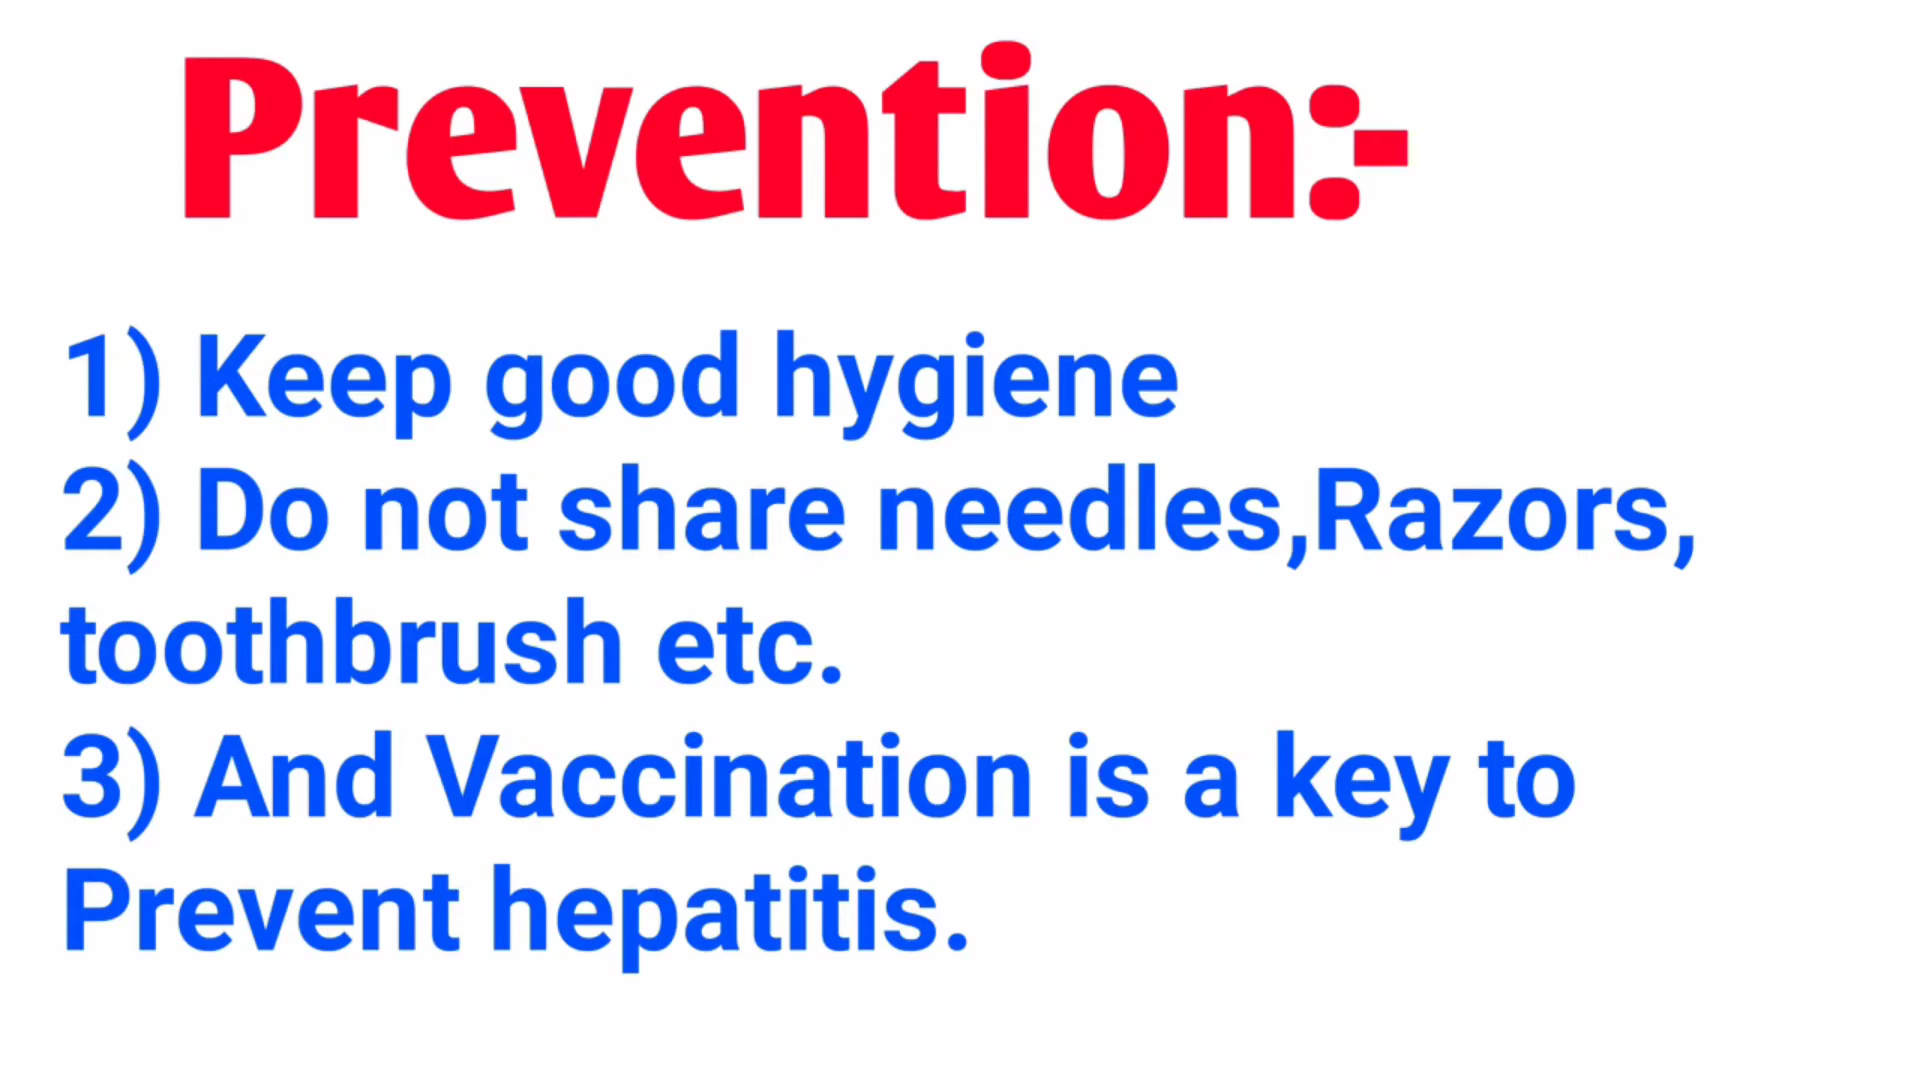 Prevention:-
1) Keep good hygiene
2) Do not share needles,Razors,
toothbrush etc.
3) And Vaccination is a key to
Prevent hepatitis.